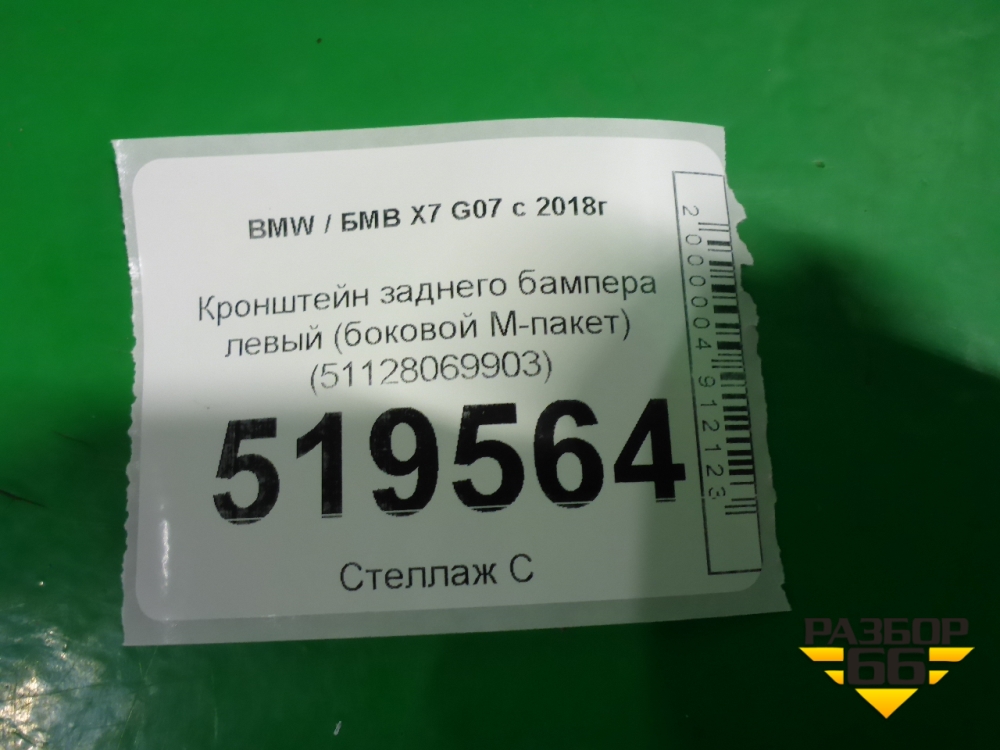 BMW / БМВ X7 G07 с 2018г
Кронштейн заднего бампера
левый (боковой М-пакет)
(51128069903)
519564
Стеллаж С
2000004912123
РАЗБОР
66